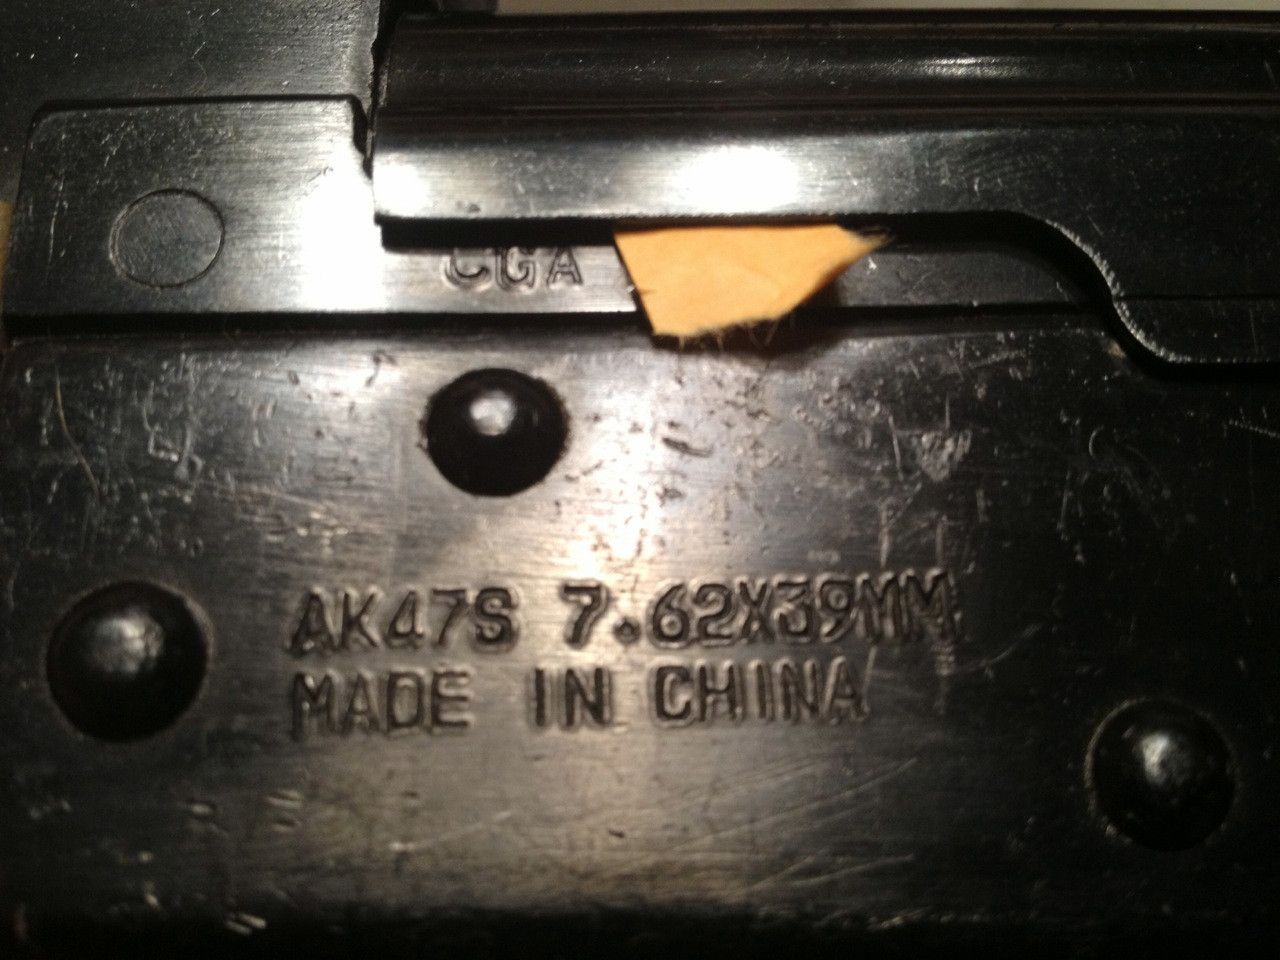 CGA
AK47S 7.62X39MM
MADE IN CHINA